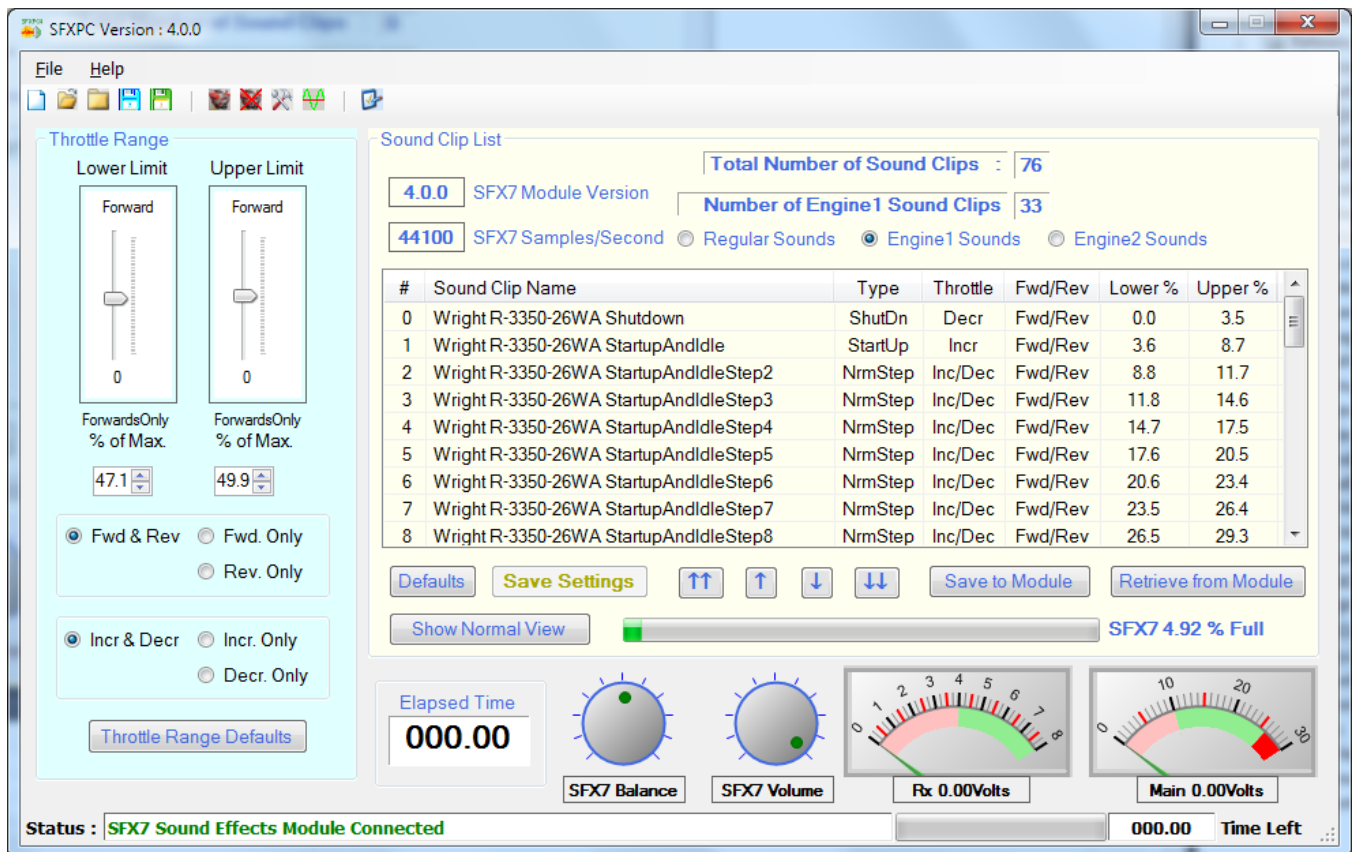 SFXPC Version : 4.0.0
File Help
Throttle Range
Lower Limit Upper Limit
Forward Forward
0 0
ForwardsOnly ForwardsOnly
% of Max. % of Max.
47.1 49.9
Fwd & Rev Fwd. Only
Rev. Only
Incr & Decr Incr. Only
Decr. Only
Throttle Range Defaults
Sound Clip List
Total Number of Sound Clips : 76
4.0.0 SFX7 Module Version
Number of Engine1 Sound Clips 33
44100 SFX7 Samples/Second Regular Sounds Engine1 Sounds Engine2 Sounds
# Sound Clip Name Type Throttle Fwd/Rev Lower % Upper %
0 Wright R-3350-26WA Shutdown ShutDn Decr Fwd/Rev 0.0 3.5
1 Wright R-3350-26WA StartupAndIdle StartUp Incr Fwd/Rev 3.6 8.7
2 Wright R-3350-26WA StartupAndIdleStep2 NrmStep Inc/Dec Fwd/Rev 8.8 11.7
3 Wright R-3350-26WA StartupAndIdleStep3 NrmStep Inc/Dec Fwd/Rev 11.8 14.6
4 Wright R-3350-26WA StartupAndIdleStep4 NrmStep Inc/Dec Fwd/Rev 14.7 17.5
5 Wright R-3350-26WA StartupAndIdleStep5 NrmStep Inc/Dec Fwd/Rev 17.6 20.5
6 Wright R-3350-26WA StartupAndIdleStep6 NrmStep Inc/Dec Fwd/Rev 20.6 23.4
7 Wright R-3350-26WA StartupAndIdleStep7 NrmStep Inc/Dec Fwd/Rev 23.5 26.4
8 Wright R-3350-26WA StartupAndIdleStep8 NrmStep Inc/Dec Fwd/Rev 26.5 29.3
Defaults Save Settings ↑↑ ↑ ↓ ↓↓ Save to Module Retrieve from Module
Show Normal View SFX7 4.92 % Full
Elapsed Time
000.00
SFX7 Balance SFX7 Volume
0 1 2 3 4 5 6 7 8
Rx 0.00Volts
0 10 20 30
Main 0.00Volts
Status : SFX7 Sound Effects Module Connected 000.00 Time Left